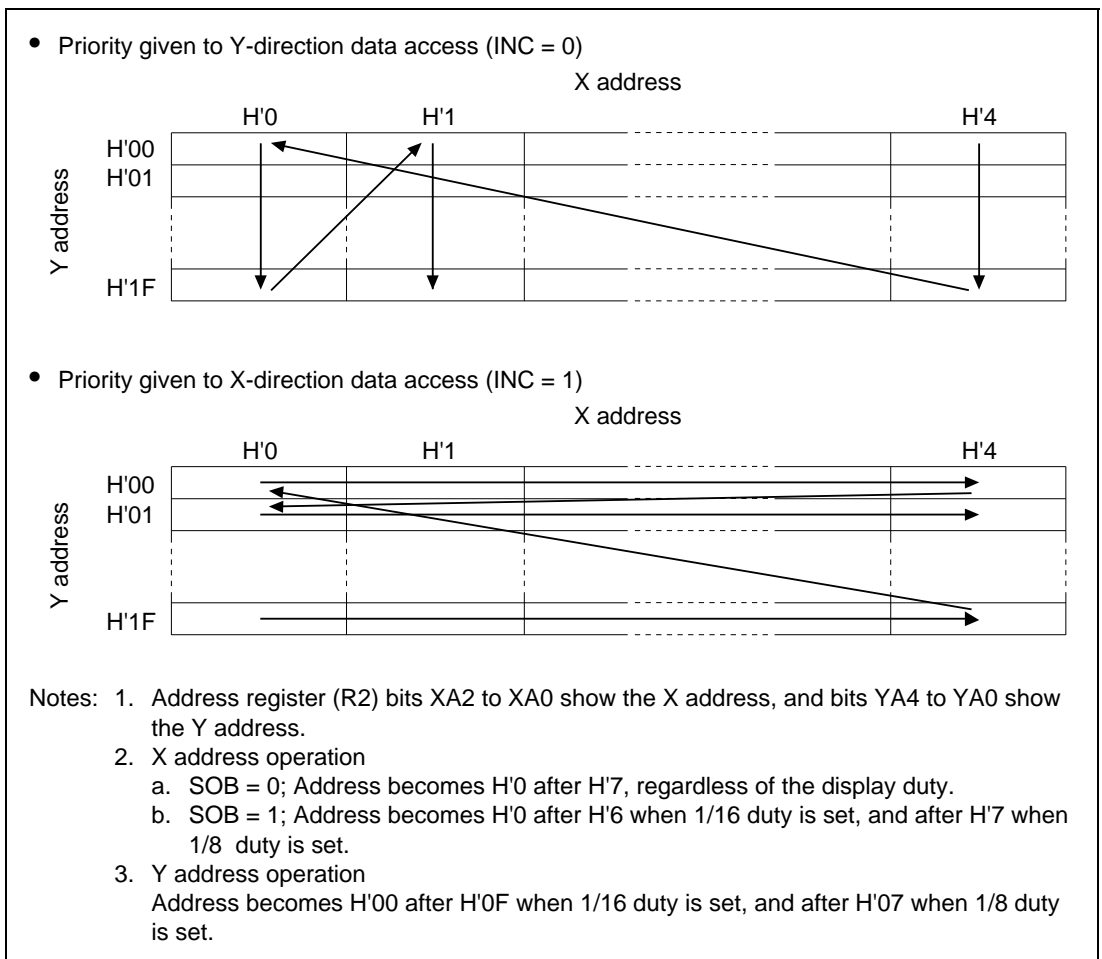 • Priority given to Y-direction data access (INC = 0)
X address
H'0 H'1 H'4
H'00
H'01
Y address
H'1F
• Priority given to X-direction data access (INC = 1)
X address
H'0 H'1 H'4
H'00
H'01
Y address
H'1F
Notes: 1. Address register (R2) bits XA2 to XA0 show the X address, and bits YA4 to YA0 show
the Y address.
2. X address operation
a. SOB = 0; Address becomes H'0 after H'7, regardless of the display duty.
b. SOB = 1; Address becomes H'0 after H'6 when 1/16 duty is set, and after H'7 when
1/8 duty is set.
3. Y address operation
Address becomes H'00 after H'0F when 1/16 duty is set, and after H'07 when 1/8 duty
is set.